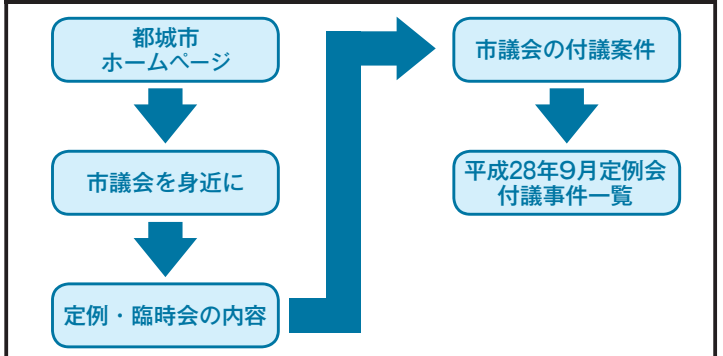 都城市
ホームページ
市議会を身近に
定例・臨時会の内容
市議会の付議案件
平成28年9月定例会
付議事件一覧